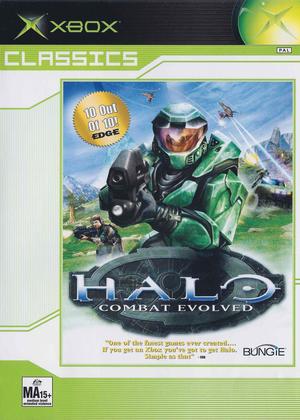 XBOX
PAL
CLASSICS
10 Out
Of 10!
EDGE
HALO
COMBAT EVOLVED
"One of the finest games ever created....
If you get an Xbox you've got to get Halo.
Simple as that"
BUNGIE
MA15+